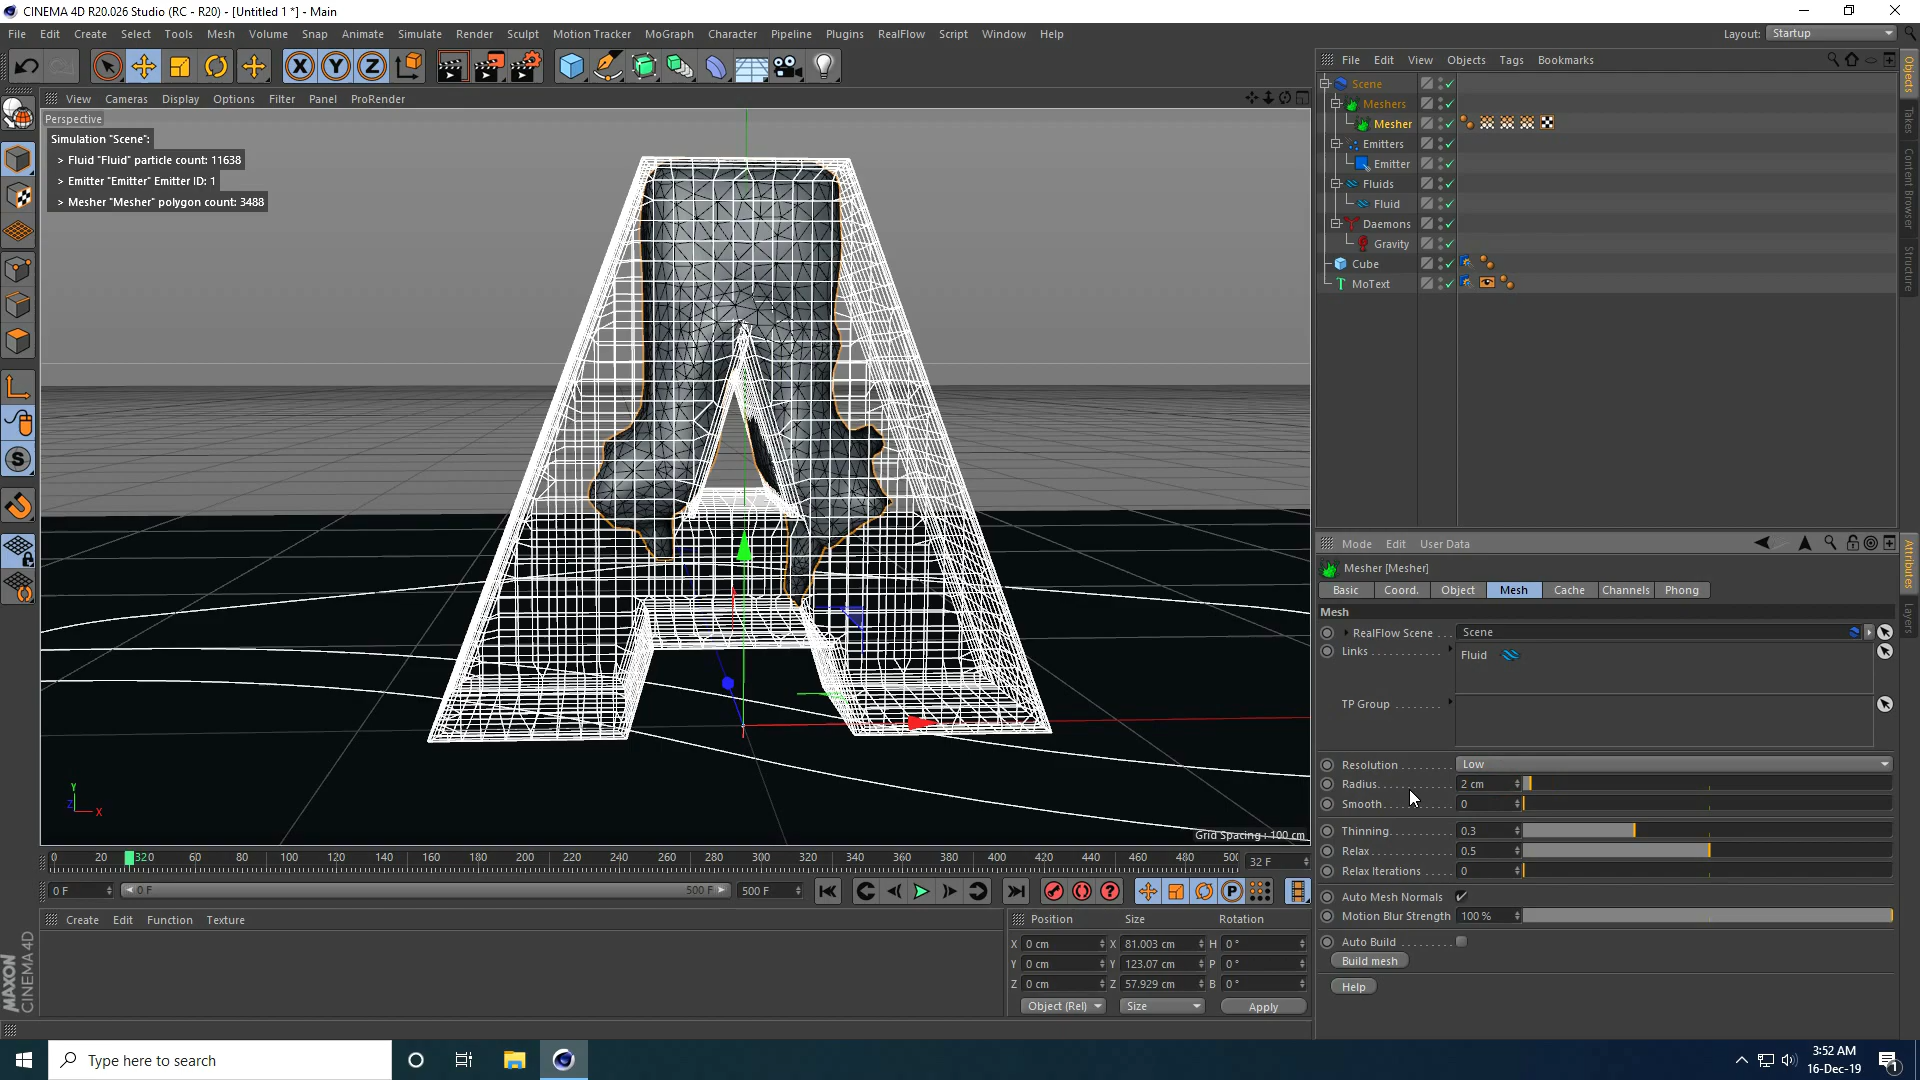 CINEMA 4D R20.026 Studio (RC - R20) - [Untitled 1 *] - Main
File Edit Create Select Tools Mesh Volume Snap Animate Simulate Render Sculpt Motion Tracker MoGraph Character Pipeline Plugins RealFlow Script Window Help
Layout: Startup
X Y Z
View Cameras Display Options Filter Panel ProRender
Perspective
Simulation "Scene":
> Fluid "Fluid" particle count: 11638
> Emitter "Emitter" Emitter ID: 1
> Mesher "Mesher" polygon count: 3488
Y
Z X
Grid Spacing : 100 cm
File Edit View Objects Tags Bookmarks
Scene
Meshers
Mesher
Emitters
Emitter
Fluids
Fluid
Daemons
Gravity
Cube
MoText
Objects
Takes
Content Browser
Structure
Mode Edit User Data
Mesher [Mesher]
Basic Coord. Object Mesh Cache Channels Phong
Mesh
RealFlow Scene . . . Scene
Links . . . . . . . . . . . . Fluid
TP Group . . . . . . . .
Resolution . . . . . . . . . Low
Radius. . . . . . . . . . . . 2 cm
Smooth. . . . . . . . . . . 0
Thinning. . . . . . . . . . 0.3
Relax . . . . . . . . . . . . . 0.5
Relax Iterations . . . . 0
Auto Mesh Normals
Motion Blur Strength 100 %
Auto Build . . . . . . . . .
Build mesh
Help
Attributes
Layers
0 20 320 60 80 100 120 140 160 180 200 220 240 260 280 300 320 340 360 380 400 420 440 460 480 500 32 F
0 F 0 F 500 F 500 F
Create Edit Function Texture
Position Size Rotation
X 0 cm X 81.003 cm H 0 °
Y 0 cm Y 123.07 cm P 0 °
Z 0 cm Z 57.929 cm B 0 °
Object (Rel) Size Apply
MAXON
CINEMA 4D
Type here to search
3:52 AM
16-Dec-19
1